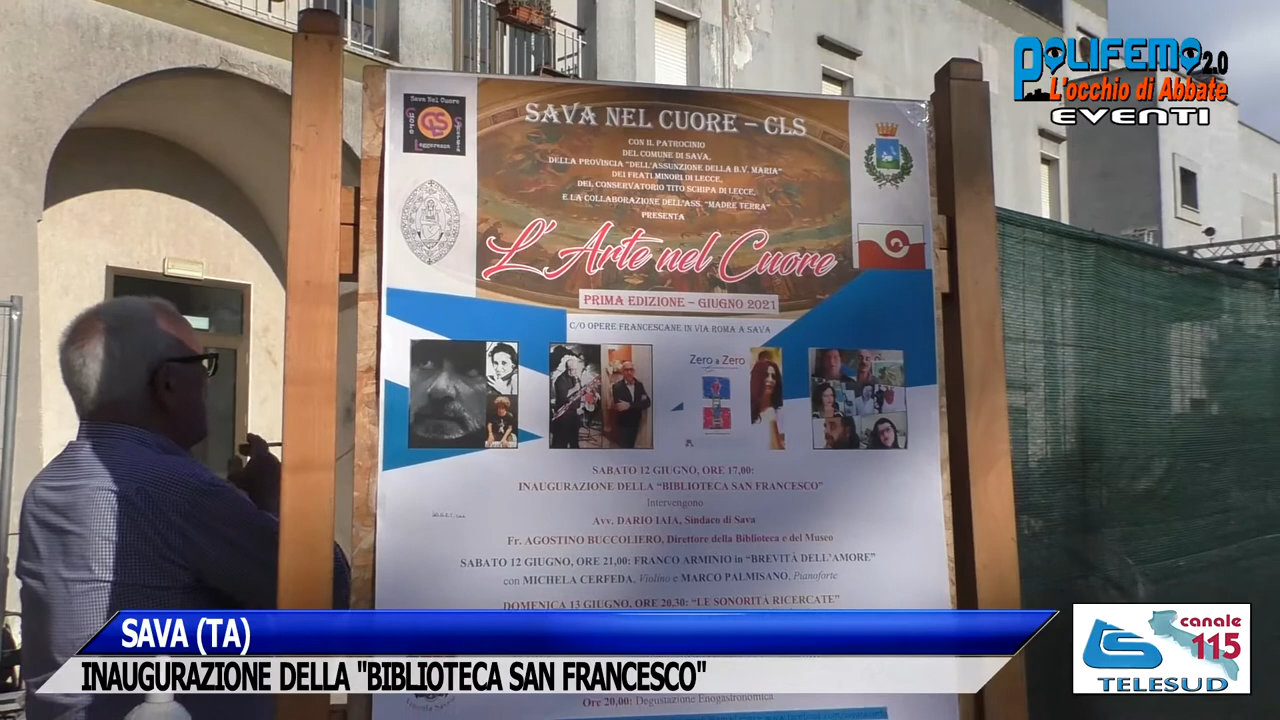 POLIFEMO 2.0
L'occhio di Abbate
EVENTI
Sava Nel Cuore
Cuore
Leggerezza
SAVA NEL CUORE – CLS
CON IL PATROCINIO
DEL COMUNE DI SAVA,
DELLA PROVINCIA "DELL'ASSUNZIONE DELLA B.V. MARIA"
DEI FRATI MINORI DI LECCE,
DEL CONSERVATORIO TITO SCHIPA DI LECCE,
E LA COLLABORAZIONE DELL'ASS. "MADRE TERRA"
PRESENTA
L'Arte nel Cuore
PRIMA EDIZIONE – GIUGNO 2021
C/O OPERE FRANCESCANE IN VIA ROMA A SAVA
Zero a Zero
SABATO 12 GIUGNO, ORE 17,00:
INAUGURAZIONE DELLA "BIBLIOTECA SAN FRANCESCO"
Intervengono
Avv. DARIO IAIA, Sindaco di Sava
Fr. AGOSTINO BUCCOLIERO, Direttore della Biblioteca e del Museo
SABATO 12 GIUGNO, ORE 21,00: FRANCO ARMINIO in "BREVITÀ DELL'AMORE"
con MICHELA CERFEDA, Violino e MARCO PALMISANO, Pianoforte
DOMENICA 13 GIUGNO, ORE 20,30: "LE SONORITÀ RICERCATE"
SAVA (TA)
INAUGURAZIONE DELLA "BIBLIOTECA SAN FRANCESCO"
Ore 20,00: Degustazione Enogastronomica
canale
115
TELESUD